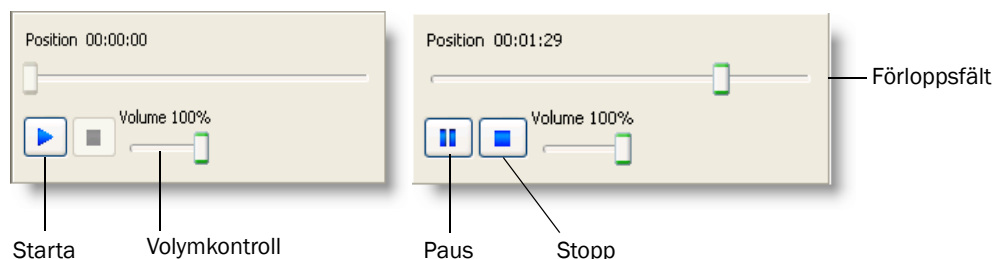 Position 00:00:00
Volume 100%
Starta
Volymkontroll
Position 00:01:29
Förloppsfält
Volume 100%
Paus
Stopp